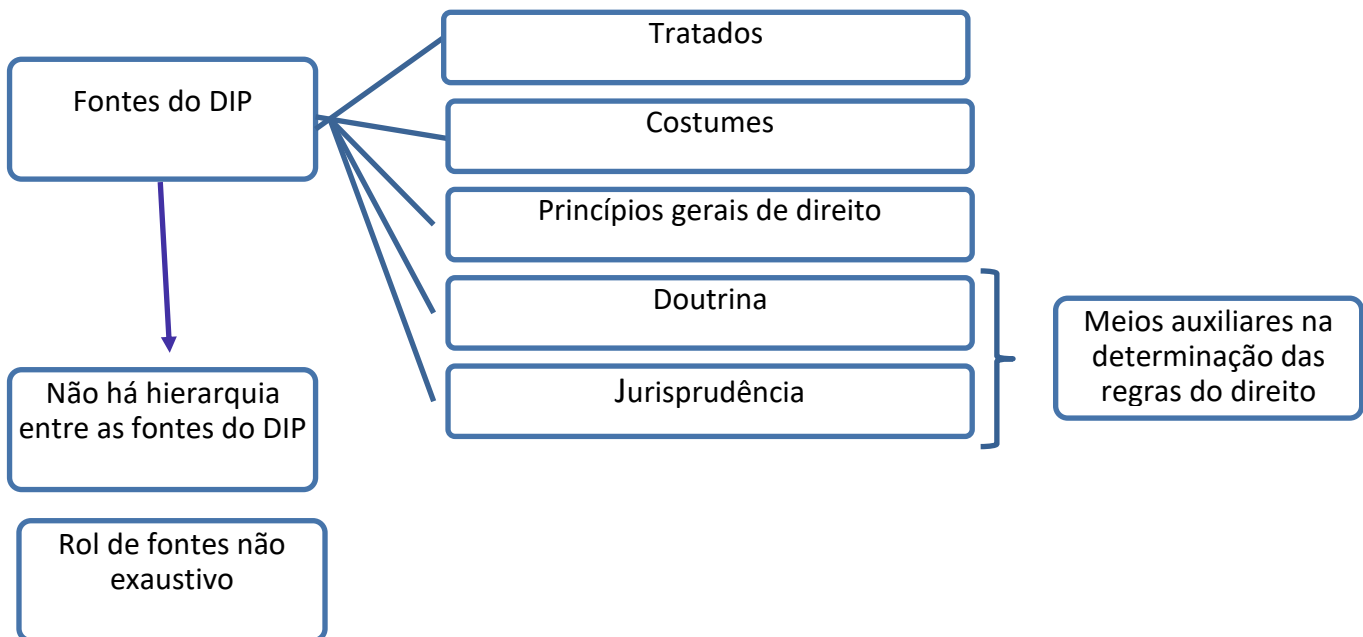 Fontes do DIP
Tratados
Costumes
Princípios gerais de direito
Doutrina
Jurisprudência
Meios auxiliares na
determinação das
regras do direito
Não há hierarquia
entre as fontes do DIP
Rol de fontes não
exaustivo